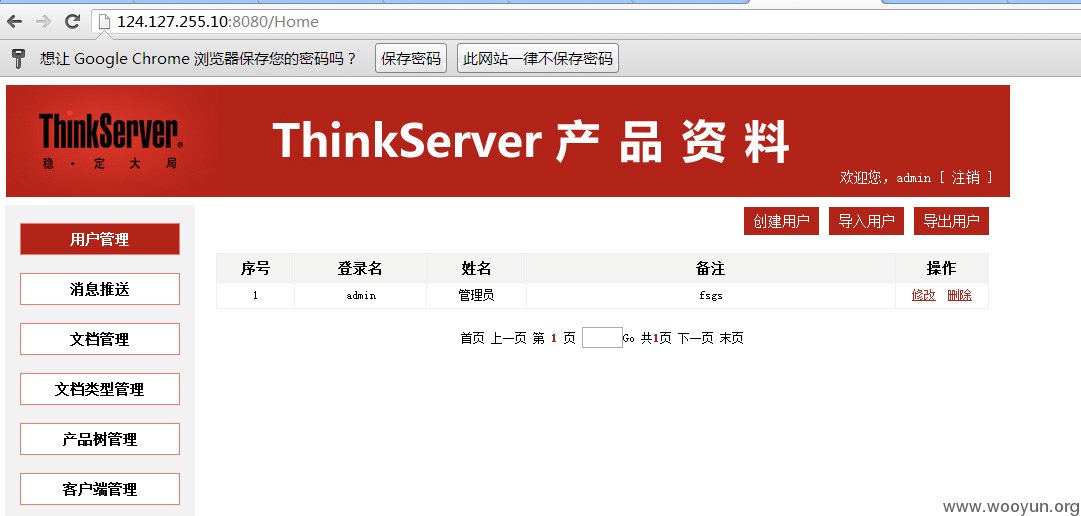 124.127.255.10:8080/Home
想让 Google Chrome 浏览器保存您的密码吗？ 保存密码 此网站一律不保存密码
ThinkServer®
稳·定大局
ThinkServer 产品资料
欢迎您，admin [ 注销 ]
用户管理
消息推送
文档管理
文档类型管理
产品树管理
客户端管理
创建用户 导入用户 导出用户
序号 登录名 姓名 备注 操作
1 admin 管理员 fsgs 修改 删除
首页 上一页 第 1 页 Go 共1页 下一页 末页
www.wooyun.org